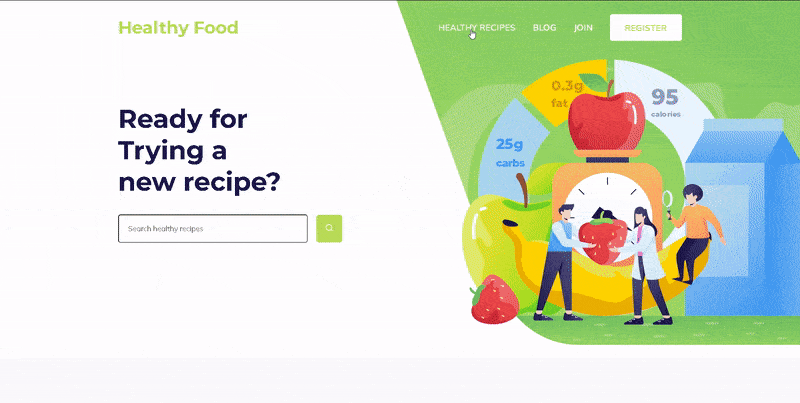 Healthy Food
HEALTHY RECIPES
BLOG
JOIN
REGISTER
Ready for
Trying a
new recipe?
Search healthy recipes
0.3g
fat
95
calories
25g
carbs